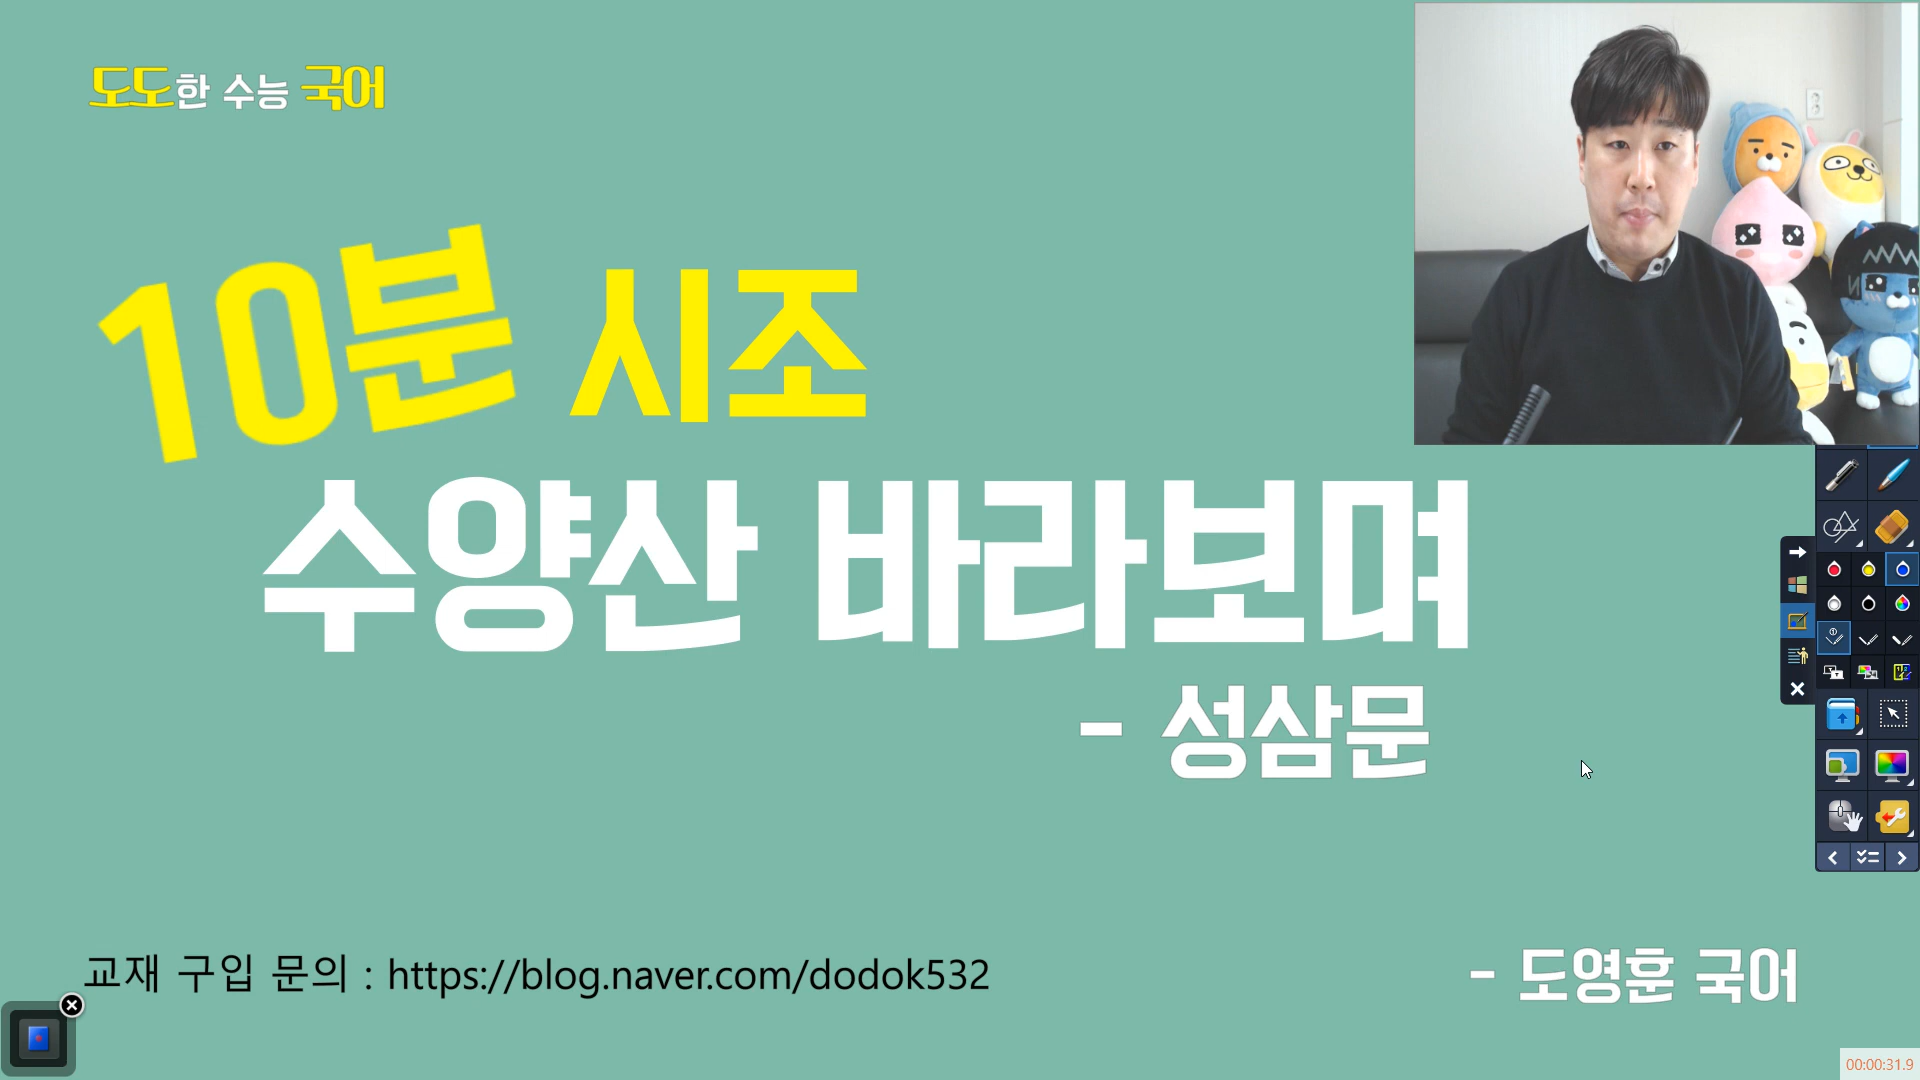 도도한 수능 국어
10분 시조
수양산 바라보며
- 성삼문
교재 구입 문의 : https://blog.naver.com/dodok532
- 도영훈 국어
00:00:31.9